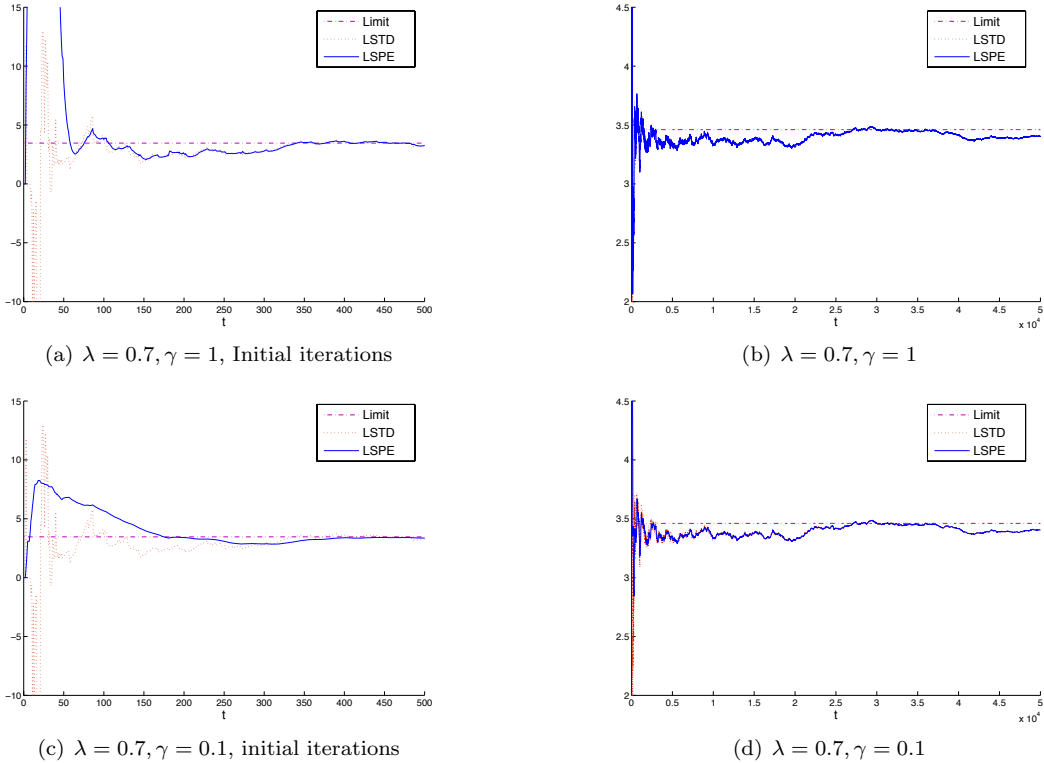 15
10
5
0
−5
−10
0 50 100 150 200 250 300 350 400 450 500
t
Limit
LSTD
LSPE
(a) λ = 0.7, γ = 1, Initial iterations
4.5
4
3.5
3
2.5
2
0 0.5 1 1.5 2 2.5 3 3.5 4 4.5 5
t
x 10⁴
Limit
LSTD
LSPE
(b) λ = 0.7, γ = 1
15
10
5
0
−5
−10
0 50 100 150 200 250 300 350 400 450 500
t
Limit
LSTD
LSPE
(c) λ = 0.7, γ = 0.1, initial iterations
4.5
4
3.5
3
2.5
2
0 0.5 1 1.5 2 2.5 3 3.5 4 4.5 5
t
x 10⁴
Limit
LSTD
LSPE
(d) λ = 0.7, γ = 0.1